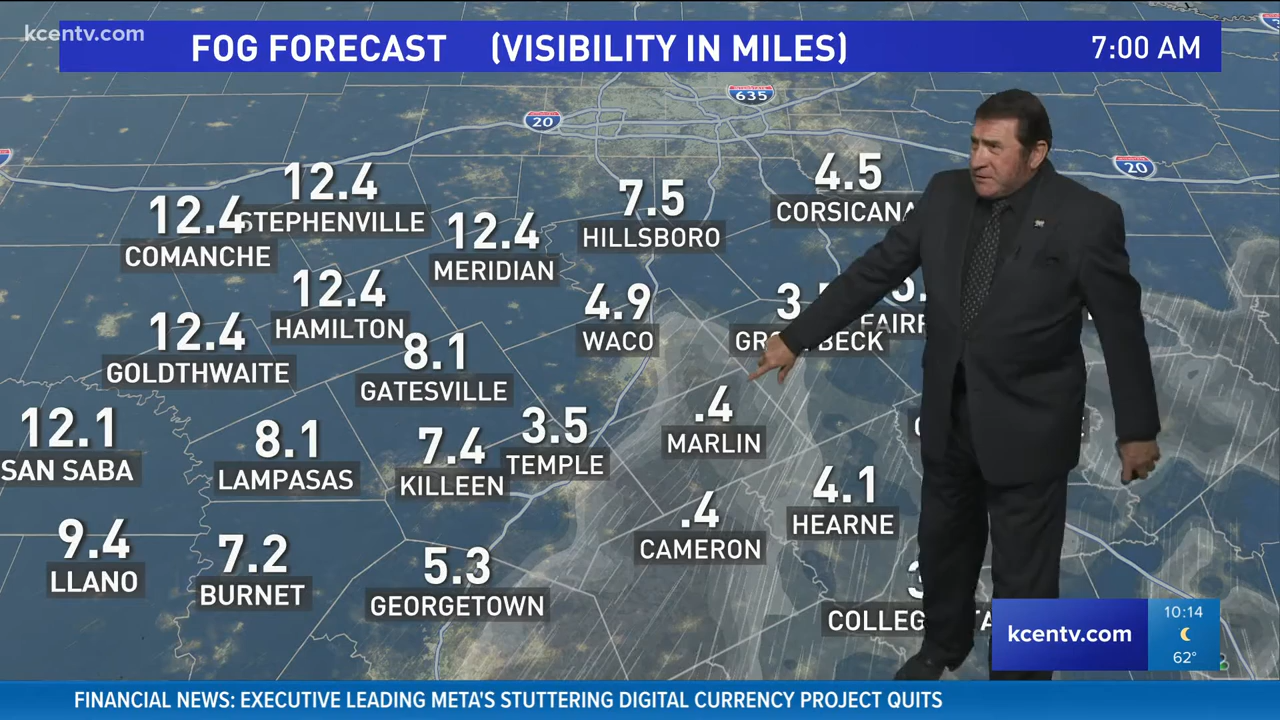 kcentv.com
FOG FORECAST (VISIBILITY IN MILES) 7:00 AM
635
20
20
12.4
STEPHENVILLE
12.4
COMANCHE
12.4
MERIDIAN
7.5
HILLSBORO
4.5
CORSICANA
12.4
HAMILTON
12.4
GOLDTHWAITE
8.1
GATESVILLE
4.9
WACO
12.1
SAN SABA
8.1
LAMPASAS
7.4
KILLEEN
3.5
TEMPLE
.4
MARLIN
.4
CAMERON
4.1
HEARNE
9.4
LLANO
7.2
BURNET
5.3
GEORGETOWN
kcentv.com
10:14
62°
FINANCIAL NEWS: EXECUTIVE LEADING META'S STUTTERING DIGITAL CURRENCY PROJECT QUITS